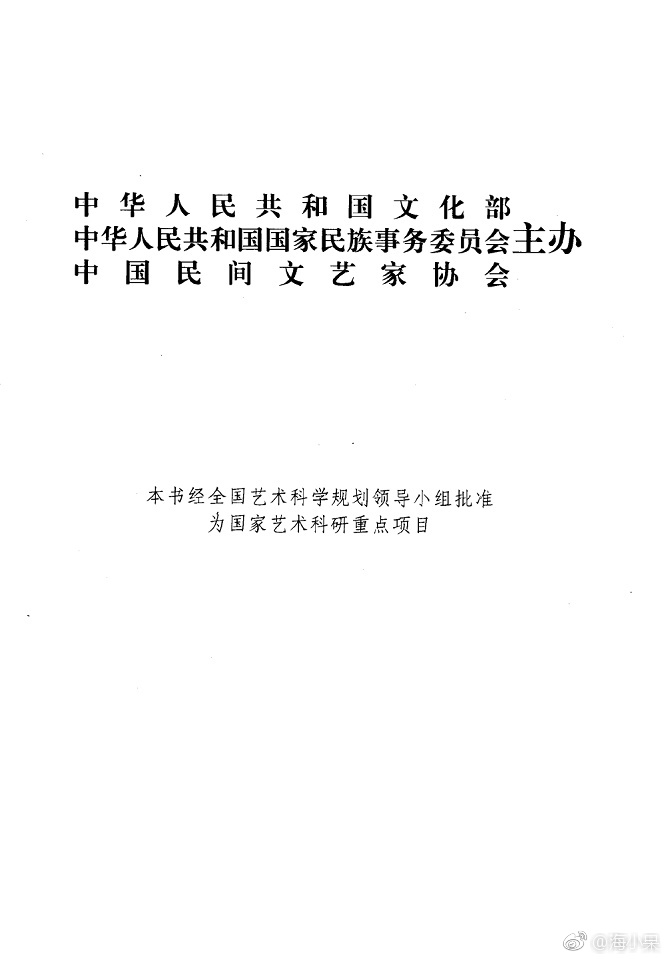 中华人民共和国文化部
中华人民共和国国家民族事务委员会主办
中国民间文艺家协会
本书经全国艺术科学规划领导小组批准
为国家艺术科研重点项目
@海小呆